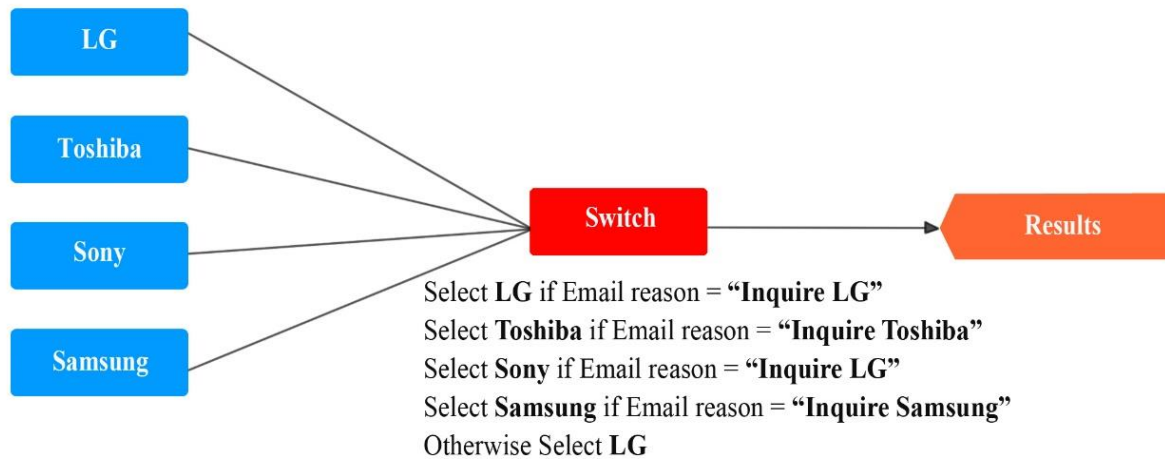 LG
Toshiba
Sony
Samsung
Switch
Results
Select LG if Email reason = “Inquire LG”
Select Toshiba if Email reason = “Inquire Toshiba”
Select Sony if Email reason = “Inquire LG”
Select Samsung if Email reason = “Inquire Samsung”
Otherwise Select LG